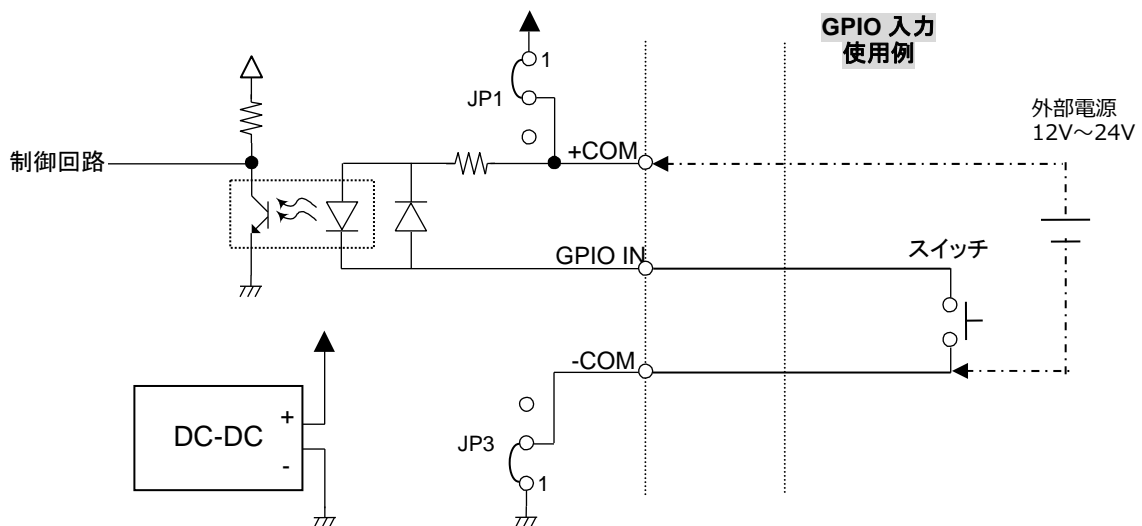 GPIO 入力
使用例
1
JP1
外部電源
12V~24V
制御回路
+COM
GPIO IN
スイッチ
-COM
+
DC-DC
-
JP3
1